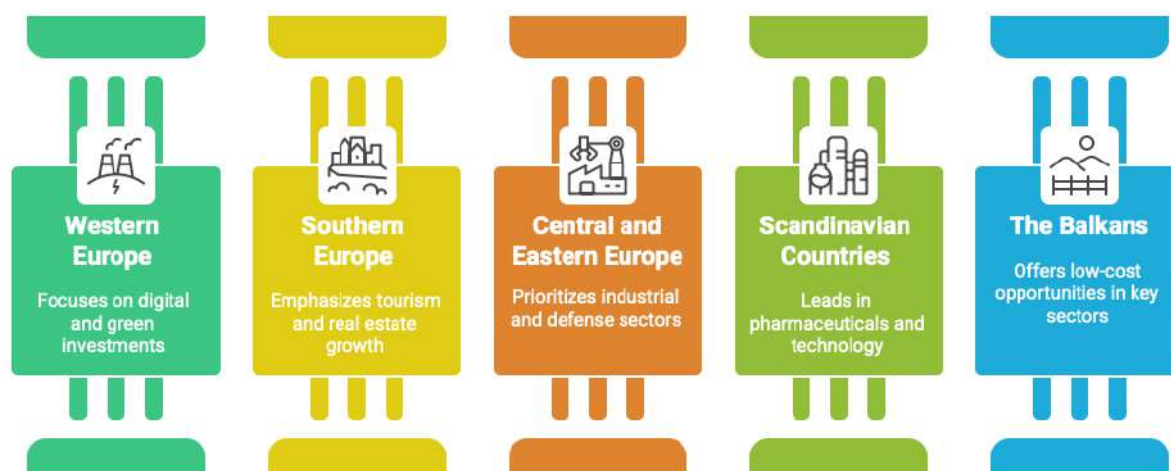 Western
Europe
Focuses on digital
and green
investments
Southern
Europe
Emphasizes tourism
and real estate
growth
Central and
Eastern Europe
Prioritizes industrial
and defense sectors
Scandinavian
Countries
Leads in
pharmaceuticals and
technology
The Balkans
Offers low-cost
opportunities in key
sectors